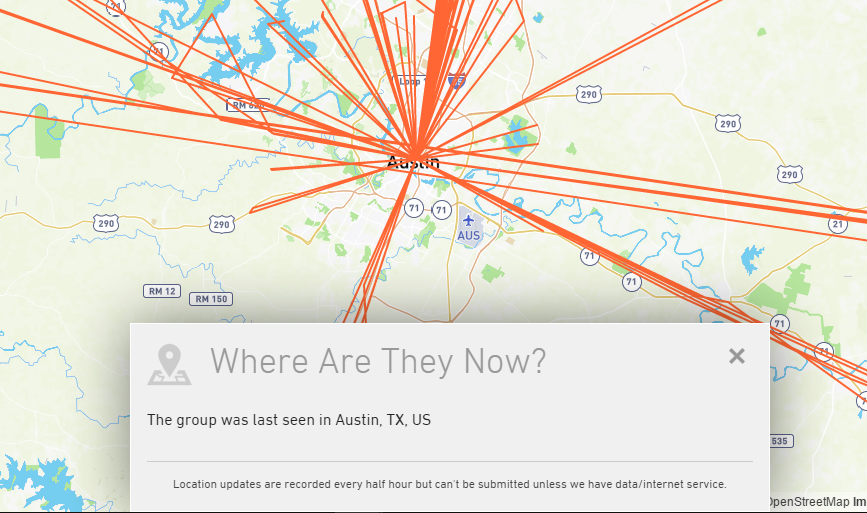 71
71
Loop 1
RM 620
290
290
Austin
290
71
71
290
290
AUS
21
71
71
RM 12
RM 150
71
71
Where Are They Now?
The group was last seen in Austin, TX, US
535
Location updates are recorded every half hour but can't be submitted unless we have data/internet service.
OpenStreetMap Im